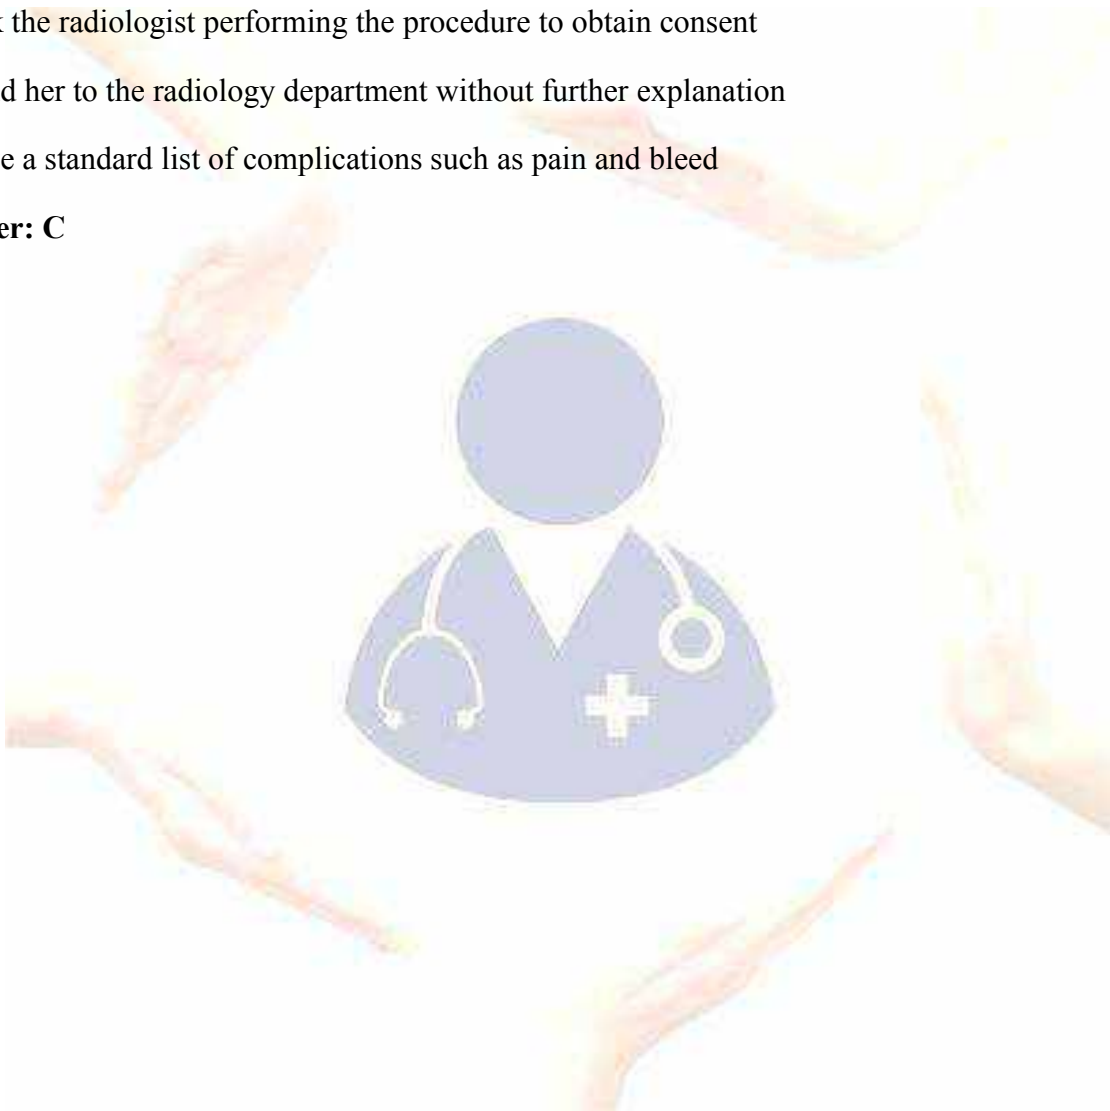 the radiologist performing the procedure to obtain consent
d her to the radiology department without further explanation
e a standard list of complications such as pain and bleed
er: C